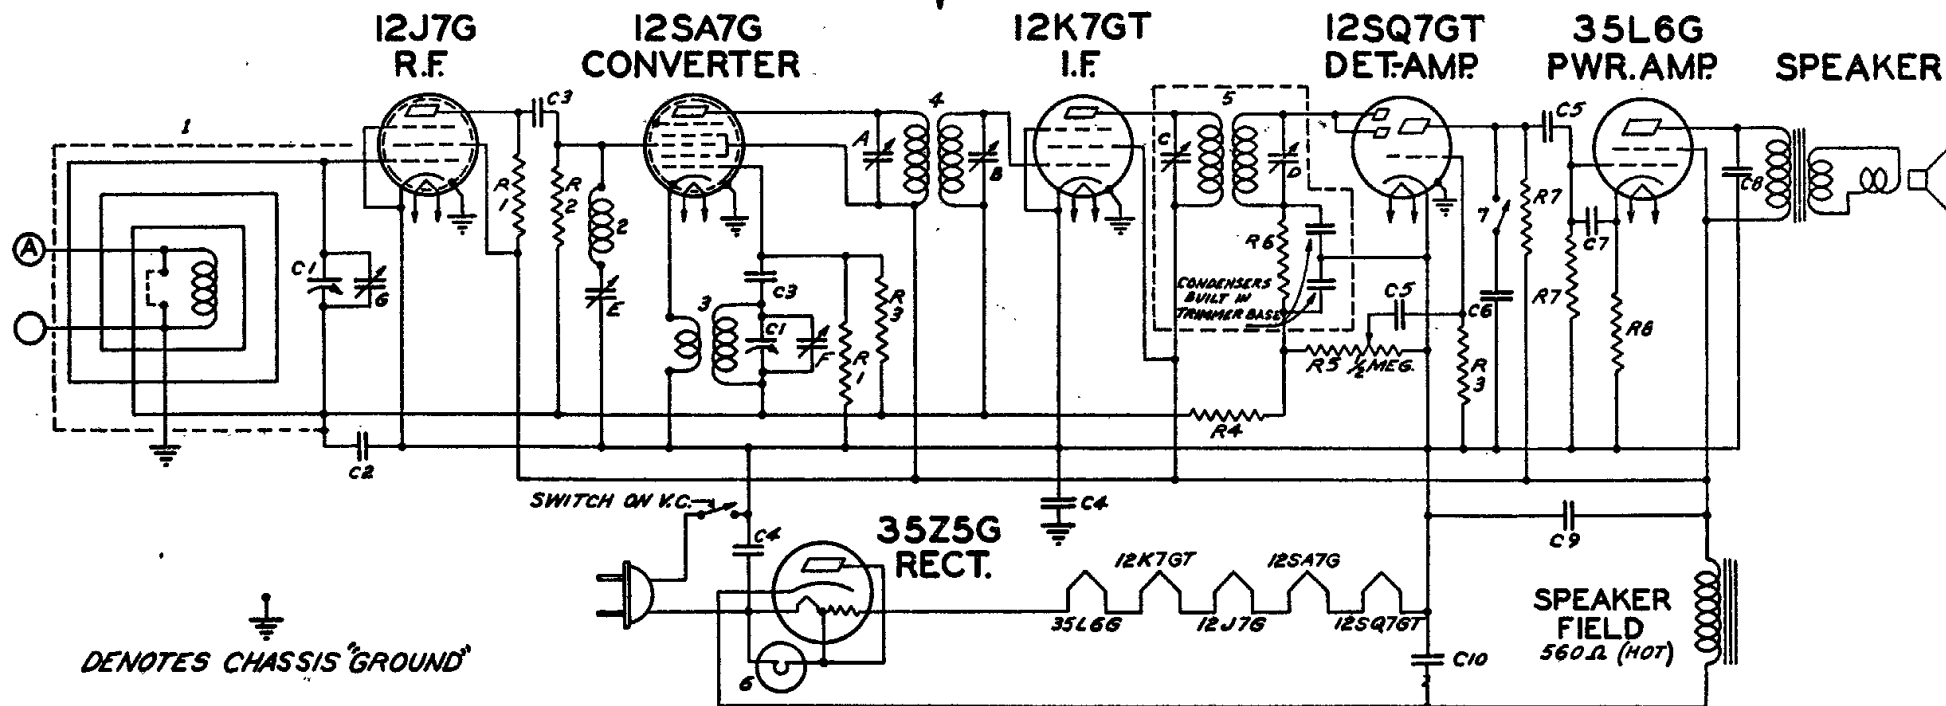 12J7G
R.F.
12SA7G
CONVERTER
12K7GT
I.F.
12SQ7GT
DET-AMP.
35L6G
PWR. AMP.
SPEAKER
1
C3
4
5
C5
A
B
C
D
C8
R
1
R
2
2
R6
7
R7
C7
A
C1
G
E
3
C3
C1
F
R
1
R
3
CONDENSERS
BUILT IN
TRIMMER BASE
C5
C6
R7
R8
R5
1/2 MEG.
R
3
R4
C2
SWITCH ON V.C.
C4
C4
35Z5G
RECT.
C9
12K7GT
12SA7G
35L6G
12J7G
12SQ7GT
SPEAKER
FIELD
560Ω (HOT)
C10
6
DENOTES CHASSIS "GROUND"